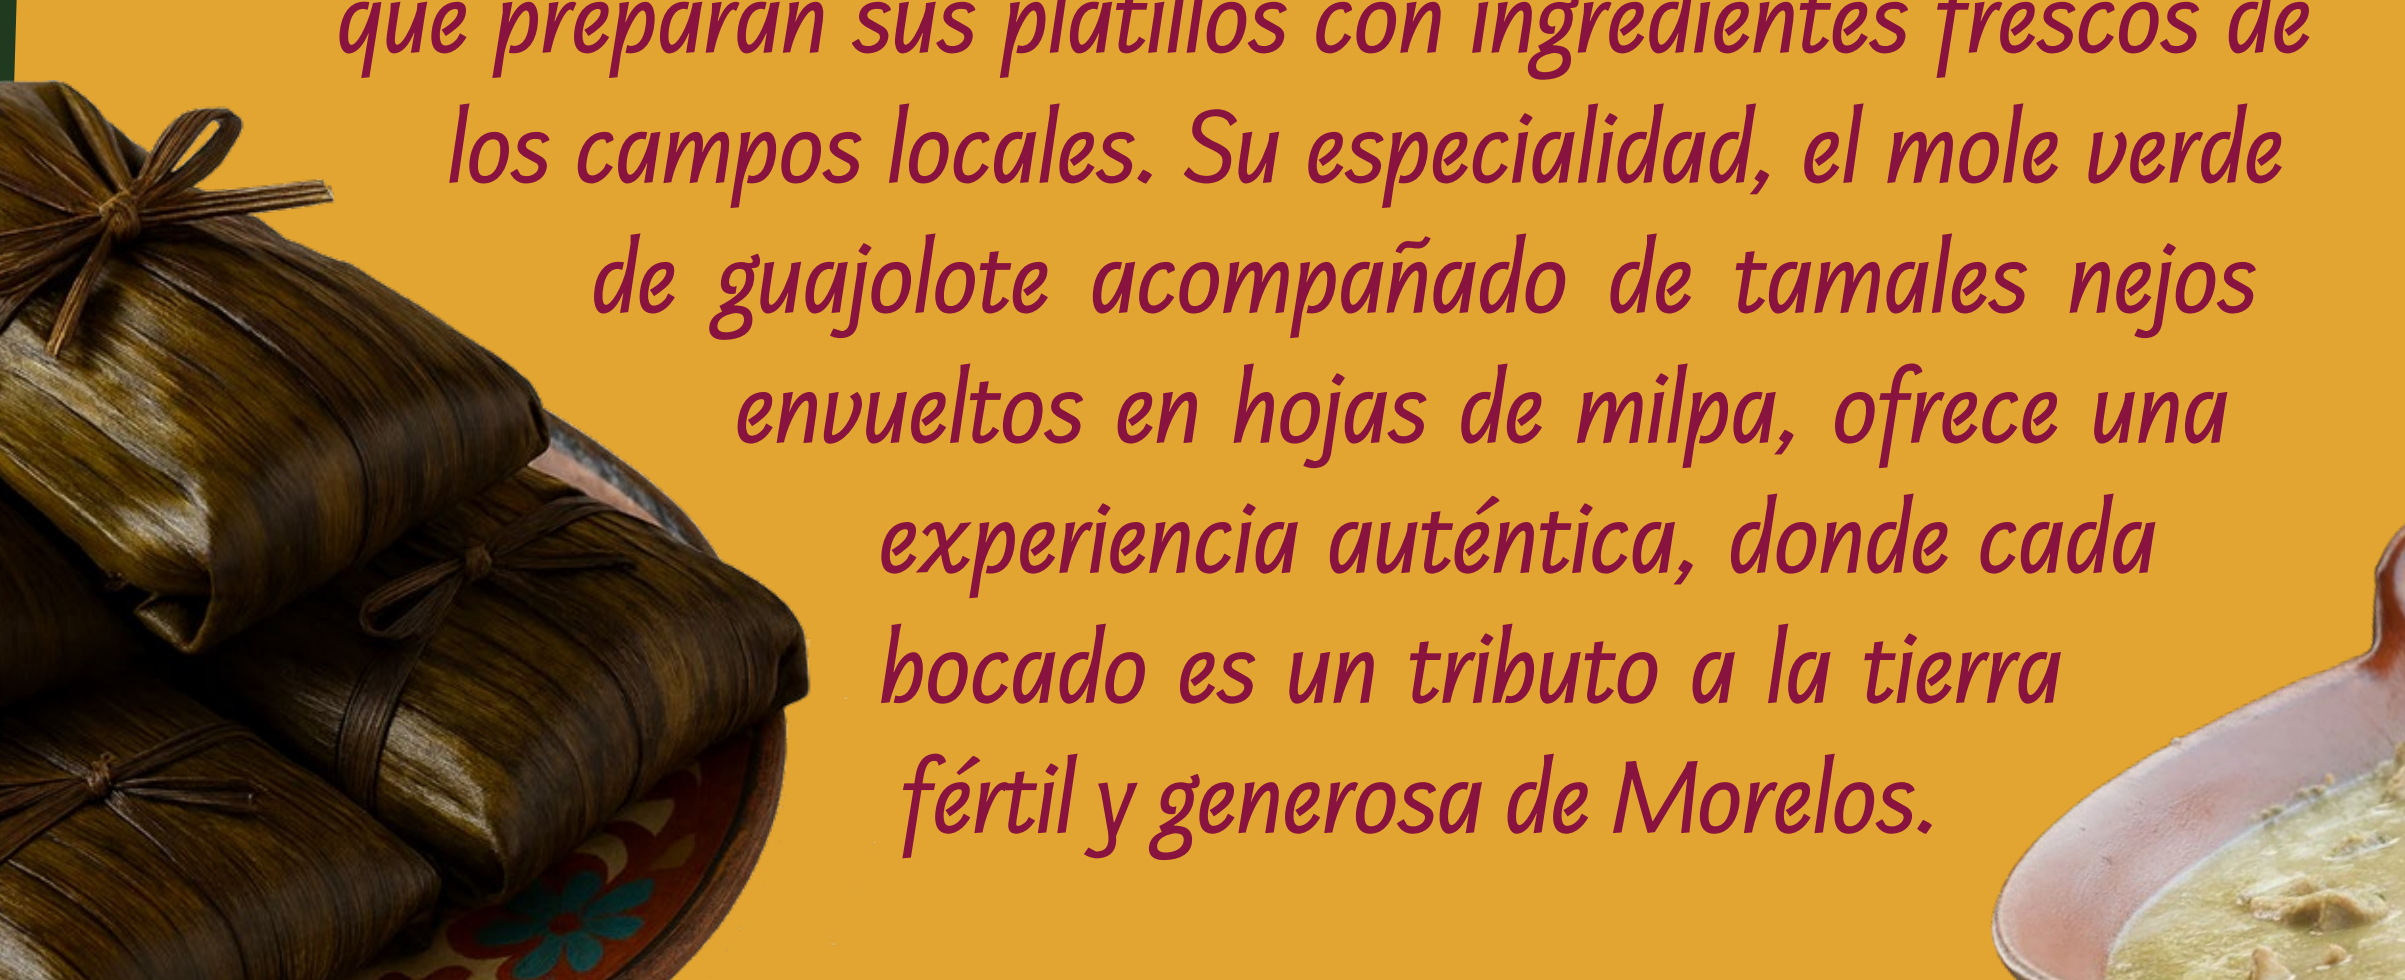 que preparan sus platillos con ingredientes frescos de
los campos locales. Su especialidad, el mole verde
de guajolote acompañado de tamales nejos
envueltos en hojas de milpa, ofrece una
experiencia auténtica, donde cada
bocado es un tributo a la tierra
fértil y generosa de Morelos.